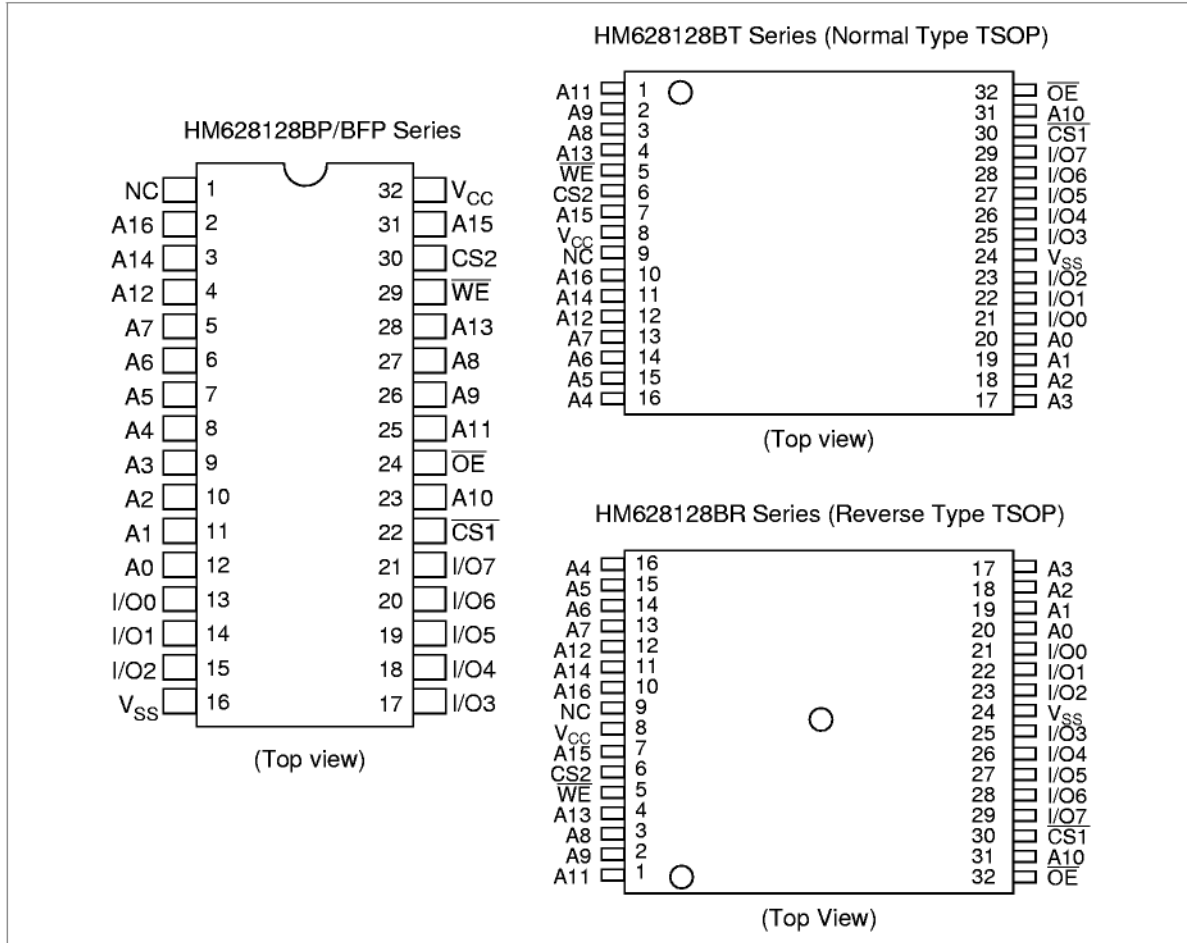 HM628128BP/BFP Series
NC 1 32 VCC
A16 2 31 A15
A14 3 30 CS2
A12 4 29 WE
A7 5 28 A13
A6 6 27 A8
A5 7 26 A9
A4 8 25 A11
A3 9 24 OE
A2 10 23 A10
A1 11 22 CS1
A0 12 21 I/O7
I/O0 13 20 I/O6
I/O1 14 19 I/O5
I/O2 15 18 I/O4
VSS 16 17 I/O3
(Top view)
HM628128BT Series (Normal Type TSOP)
A11 1 32 OE
A9 2 31 A10
A8 3 30 CS1
A13 4 29 I/O7
WE 5 28 I/O6
CS2 6 27 I/O5
A15 7 26 I/O4
VCC 8 25 I/O3
NC 9 24 VSS
A16 10 23 I/O2
A14 11 22 I/O1
A12 12 21 I/O0
A7 13 20 A0
A6 14 19 A1
A5 15 18 A2
A4 16 17 A3
(Top view)
HM628128BR Series (Reverse Type TSOP)
A4 16 17 A3
A5 15 18 A2
A6 14 19 A1
A7 13 20 A0
A12 12 21 I/O0
A14 11 22 I/O1
A16 10 23 I/O2
NC 9 24 VSS
VCC 8 25 I/O3
A15 7 26 I/O4
CS2 6 27 I/O5
WE 5 28 I/O6
A13 4 29 I/O7
A8 3 30 CS1
A9 2 31 A10
A11 1 32 OE
(Top View)